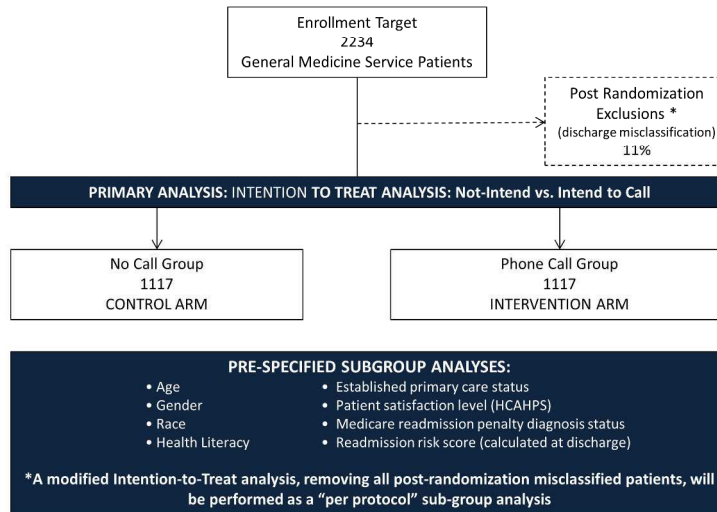 Enrollment Target
2234
General Medicine Service Patients
Post Randomization
Exclusions *
(discharge misclassification)
11%
PRIMARY ANALYSIS: INTENTION TO TREAT ANALYSIS: Not-Intend vs. Intend to Call
No Call Group
1117
CONTROL ARM
Phone Call Group
1117
INTERVENTION ARM
PRE-SPECIFIED SUBGROUP ANALYSES:
• Age
• Gender
• Race
• Health Literacy
• Established primary care status
• Patient satisfaction level (HCAHPS)
• Medicare readmission penalty diagnosis status
• Readmission risk score (calculated at discharge)
*A modified Intention-to-Treat analysis, removing all post-randomization misclassified patients, will
be performed as a “per protocol” sub-group analysis